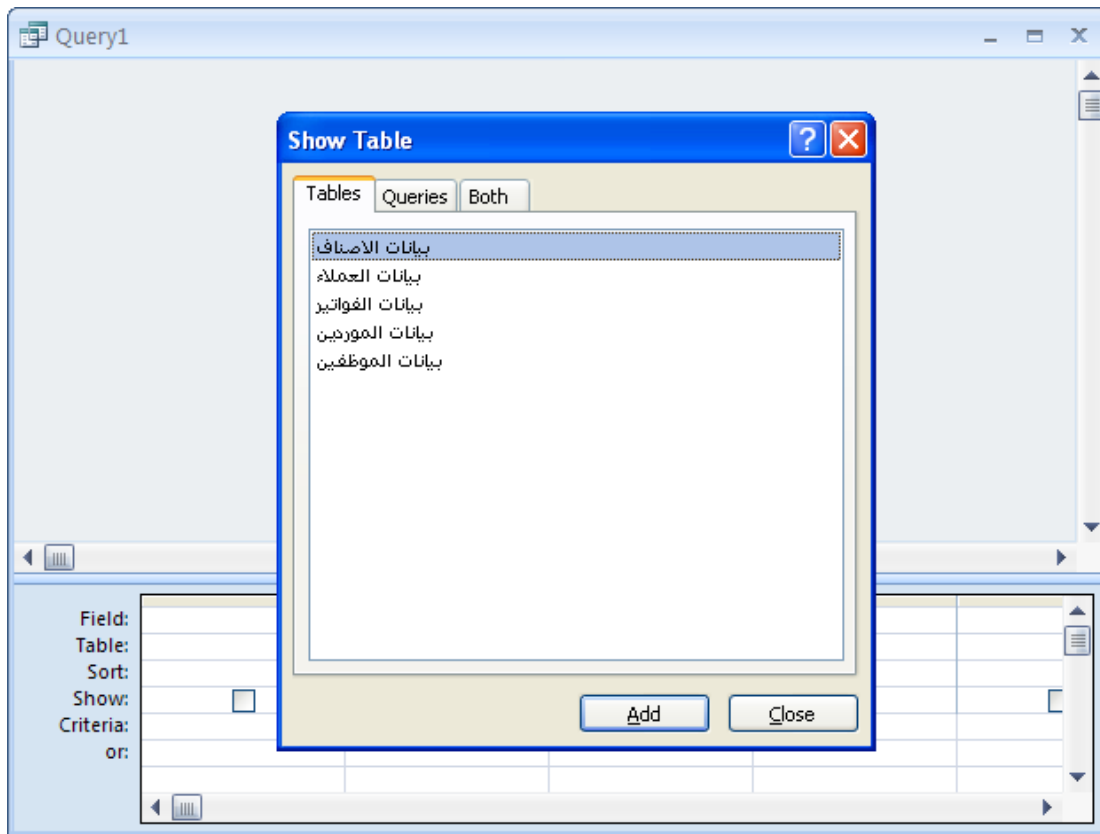 Query1
Show Table
Tables Queries Both
بيانات الاصناف
بيانات العملاء
بيانات الفواتير
بيانات الموردين
بيانات الموظفين
Add Close
Field:
Table:
Sort:
Show:
Criteria:
or: